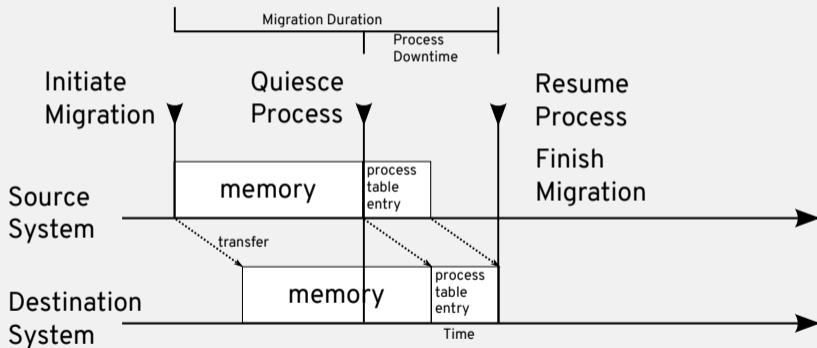 Migration Duration
Process
Downtime
Initiate
Migration
Quiesce
Process
Resume
Process
Finish
Migration
Source
System
memory
process
table
entry
transfer
Destination
System
memory
process
table
entry
Time